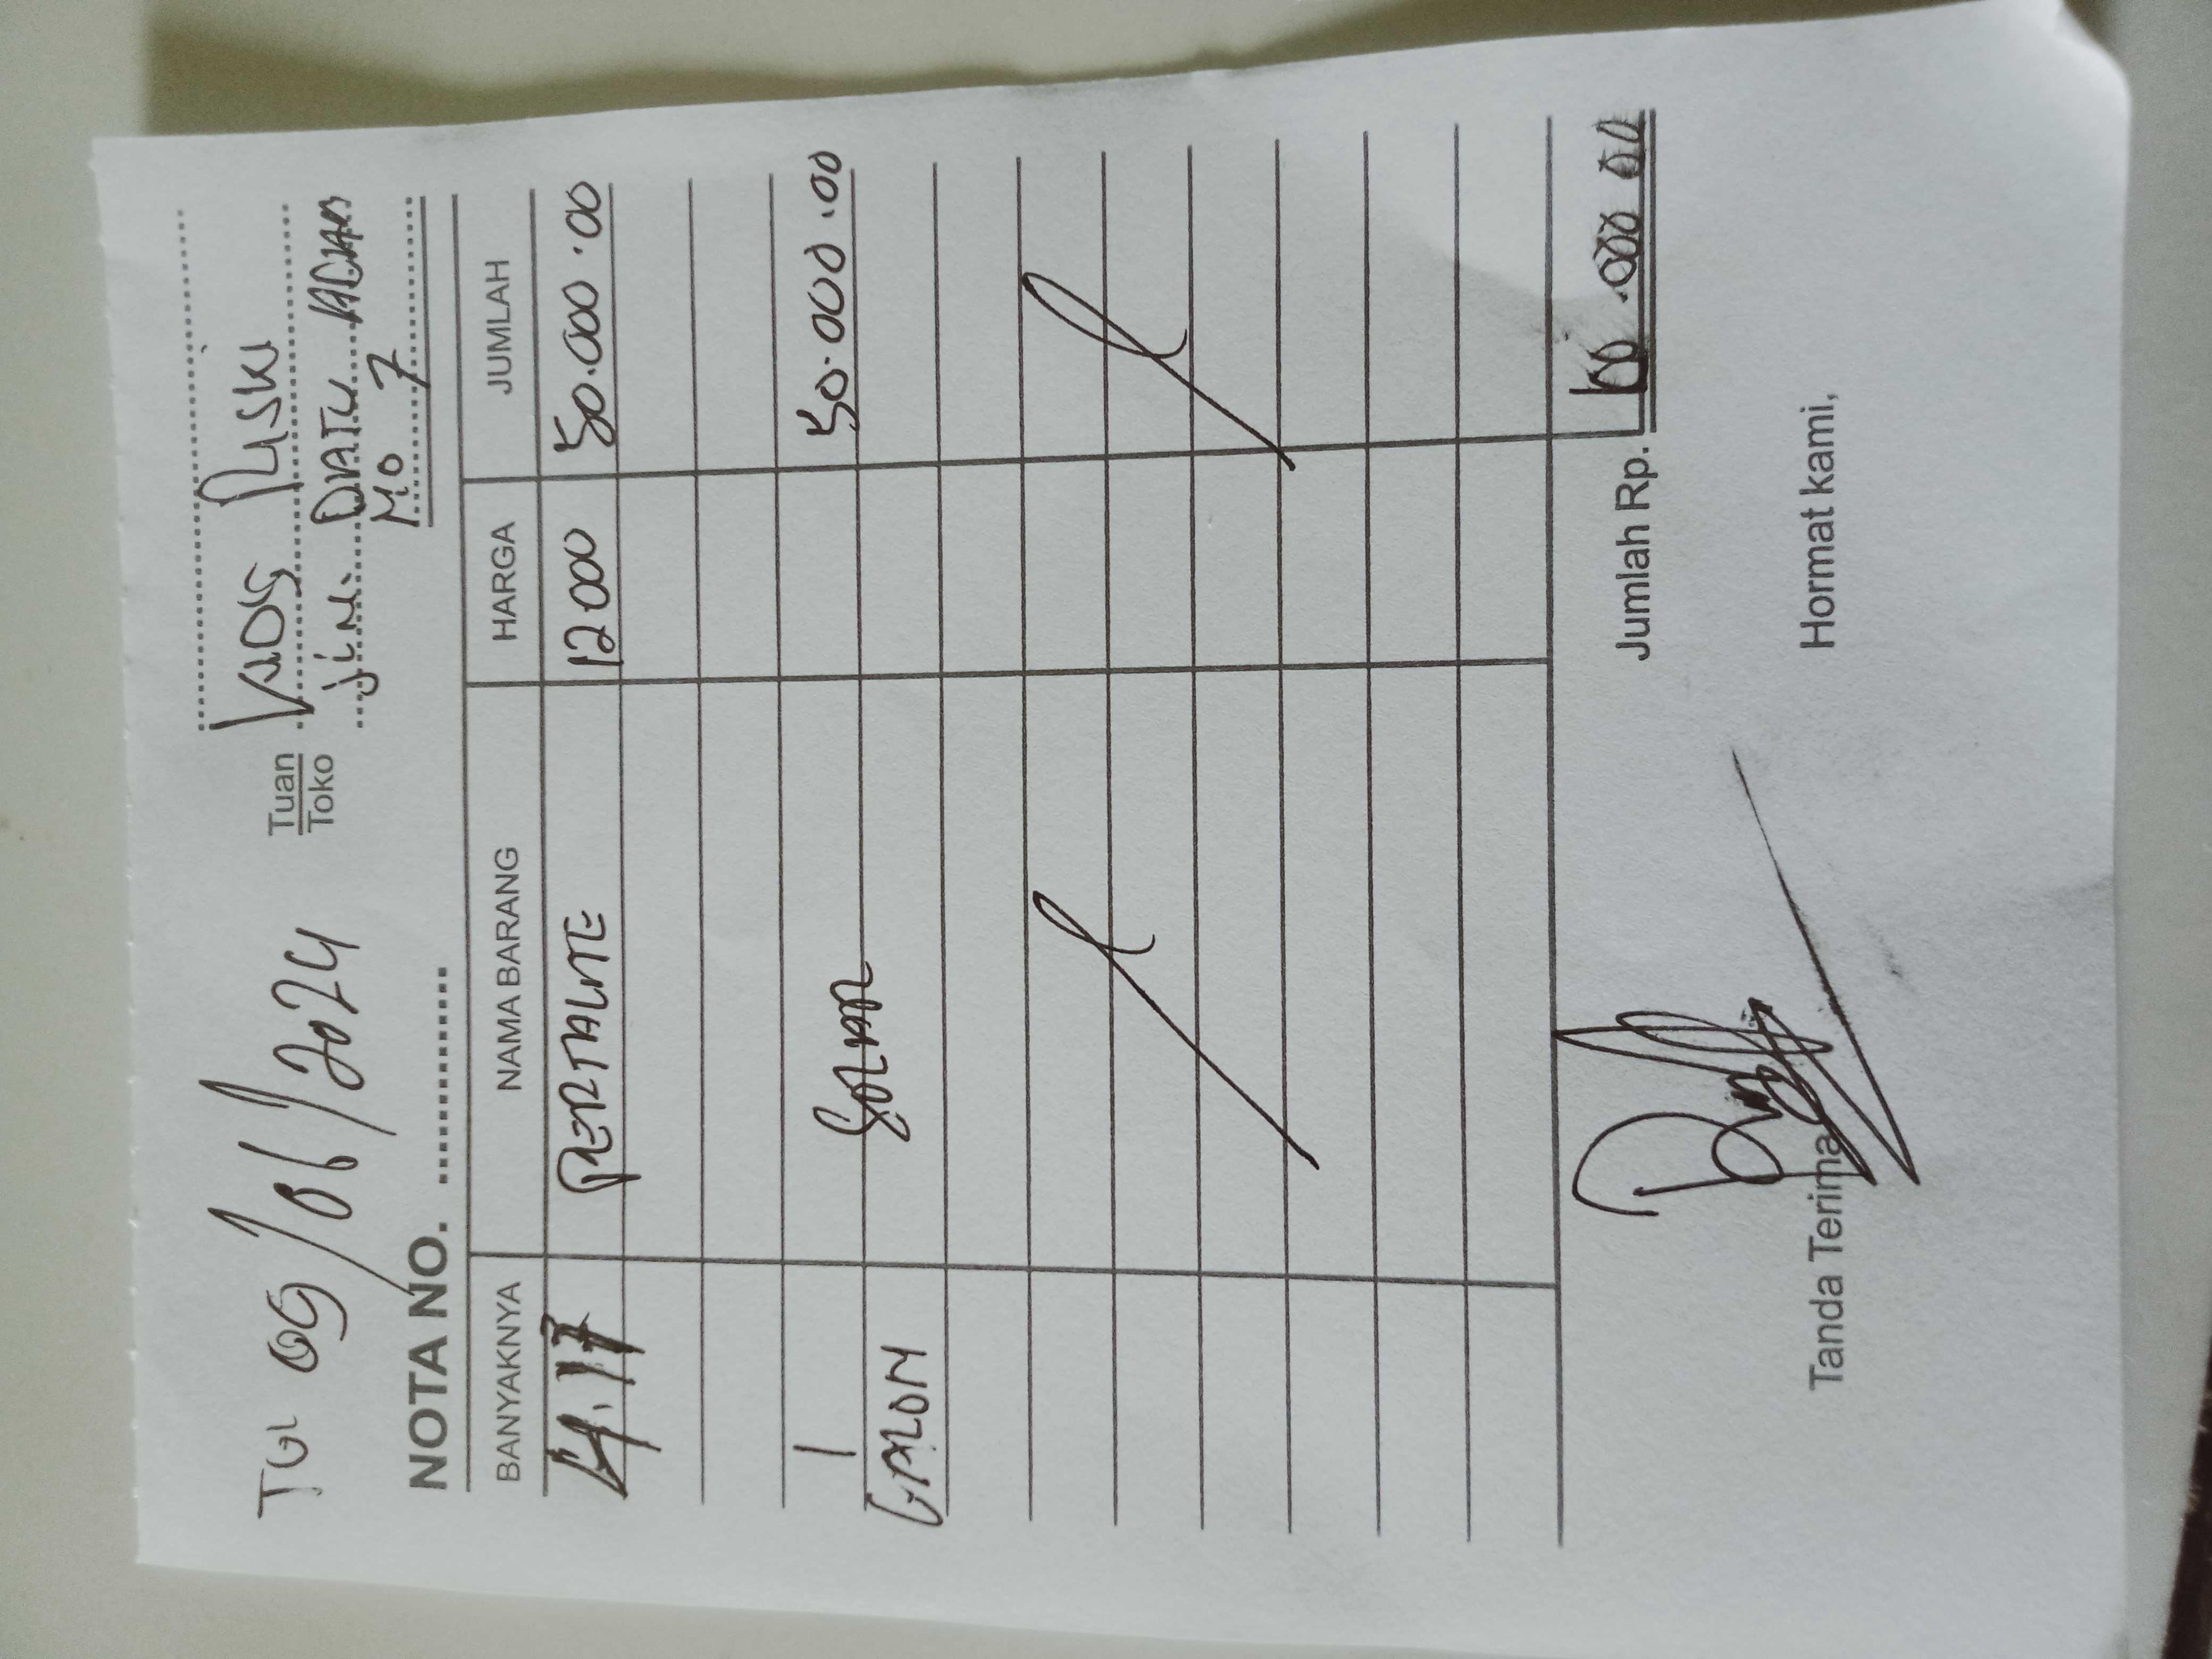 TGL 09/06/2024
Tuan
Toko
KIOS RISKI
JLN. DATU ADIAM
NO 7
NOTA NO. ............
BANYAKNYA NAMA BARANG HARGA JUMLAH
4.17 PERTALITE 12000 50.000.00
1 SOLAR 50.000.00
GALON
Jumlah Rp. .000 00
Tanda Terima Hormat kami,